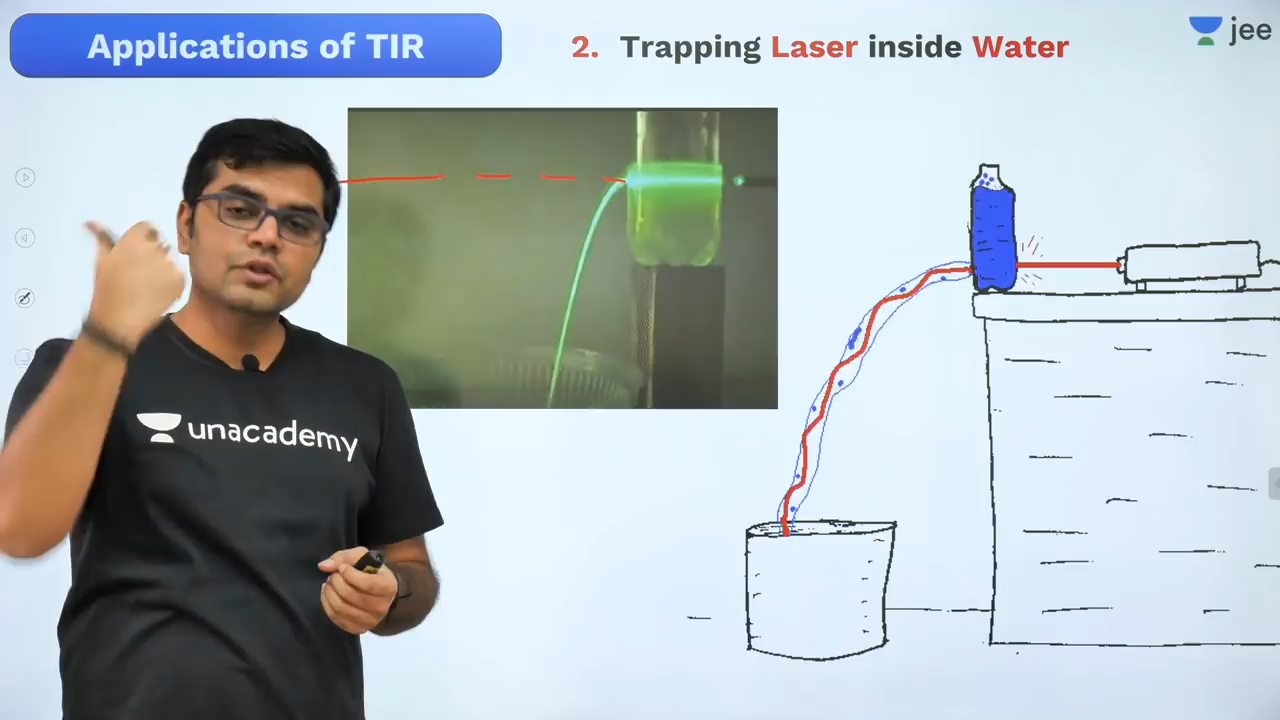 Applications of TIR
2. Trapping Laser inside Water
jee
unacademy